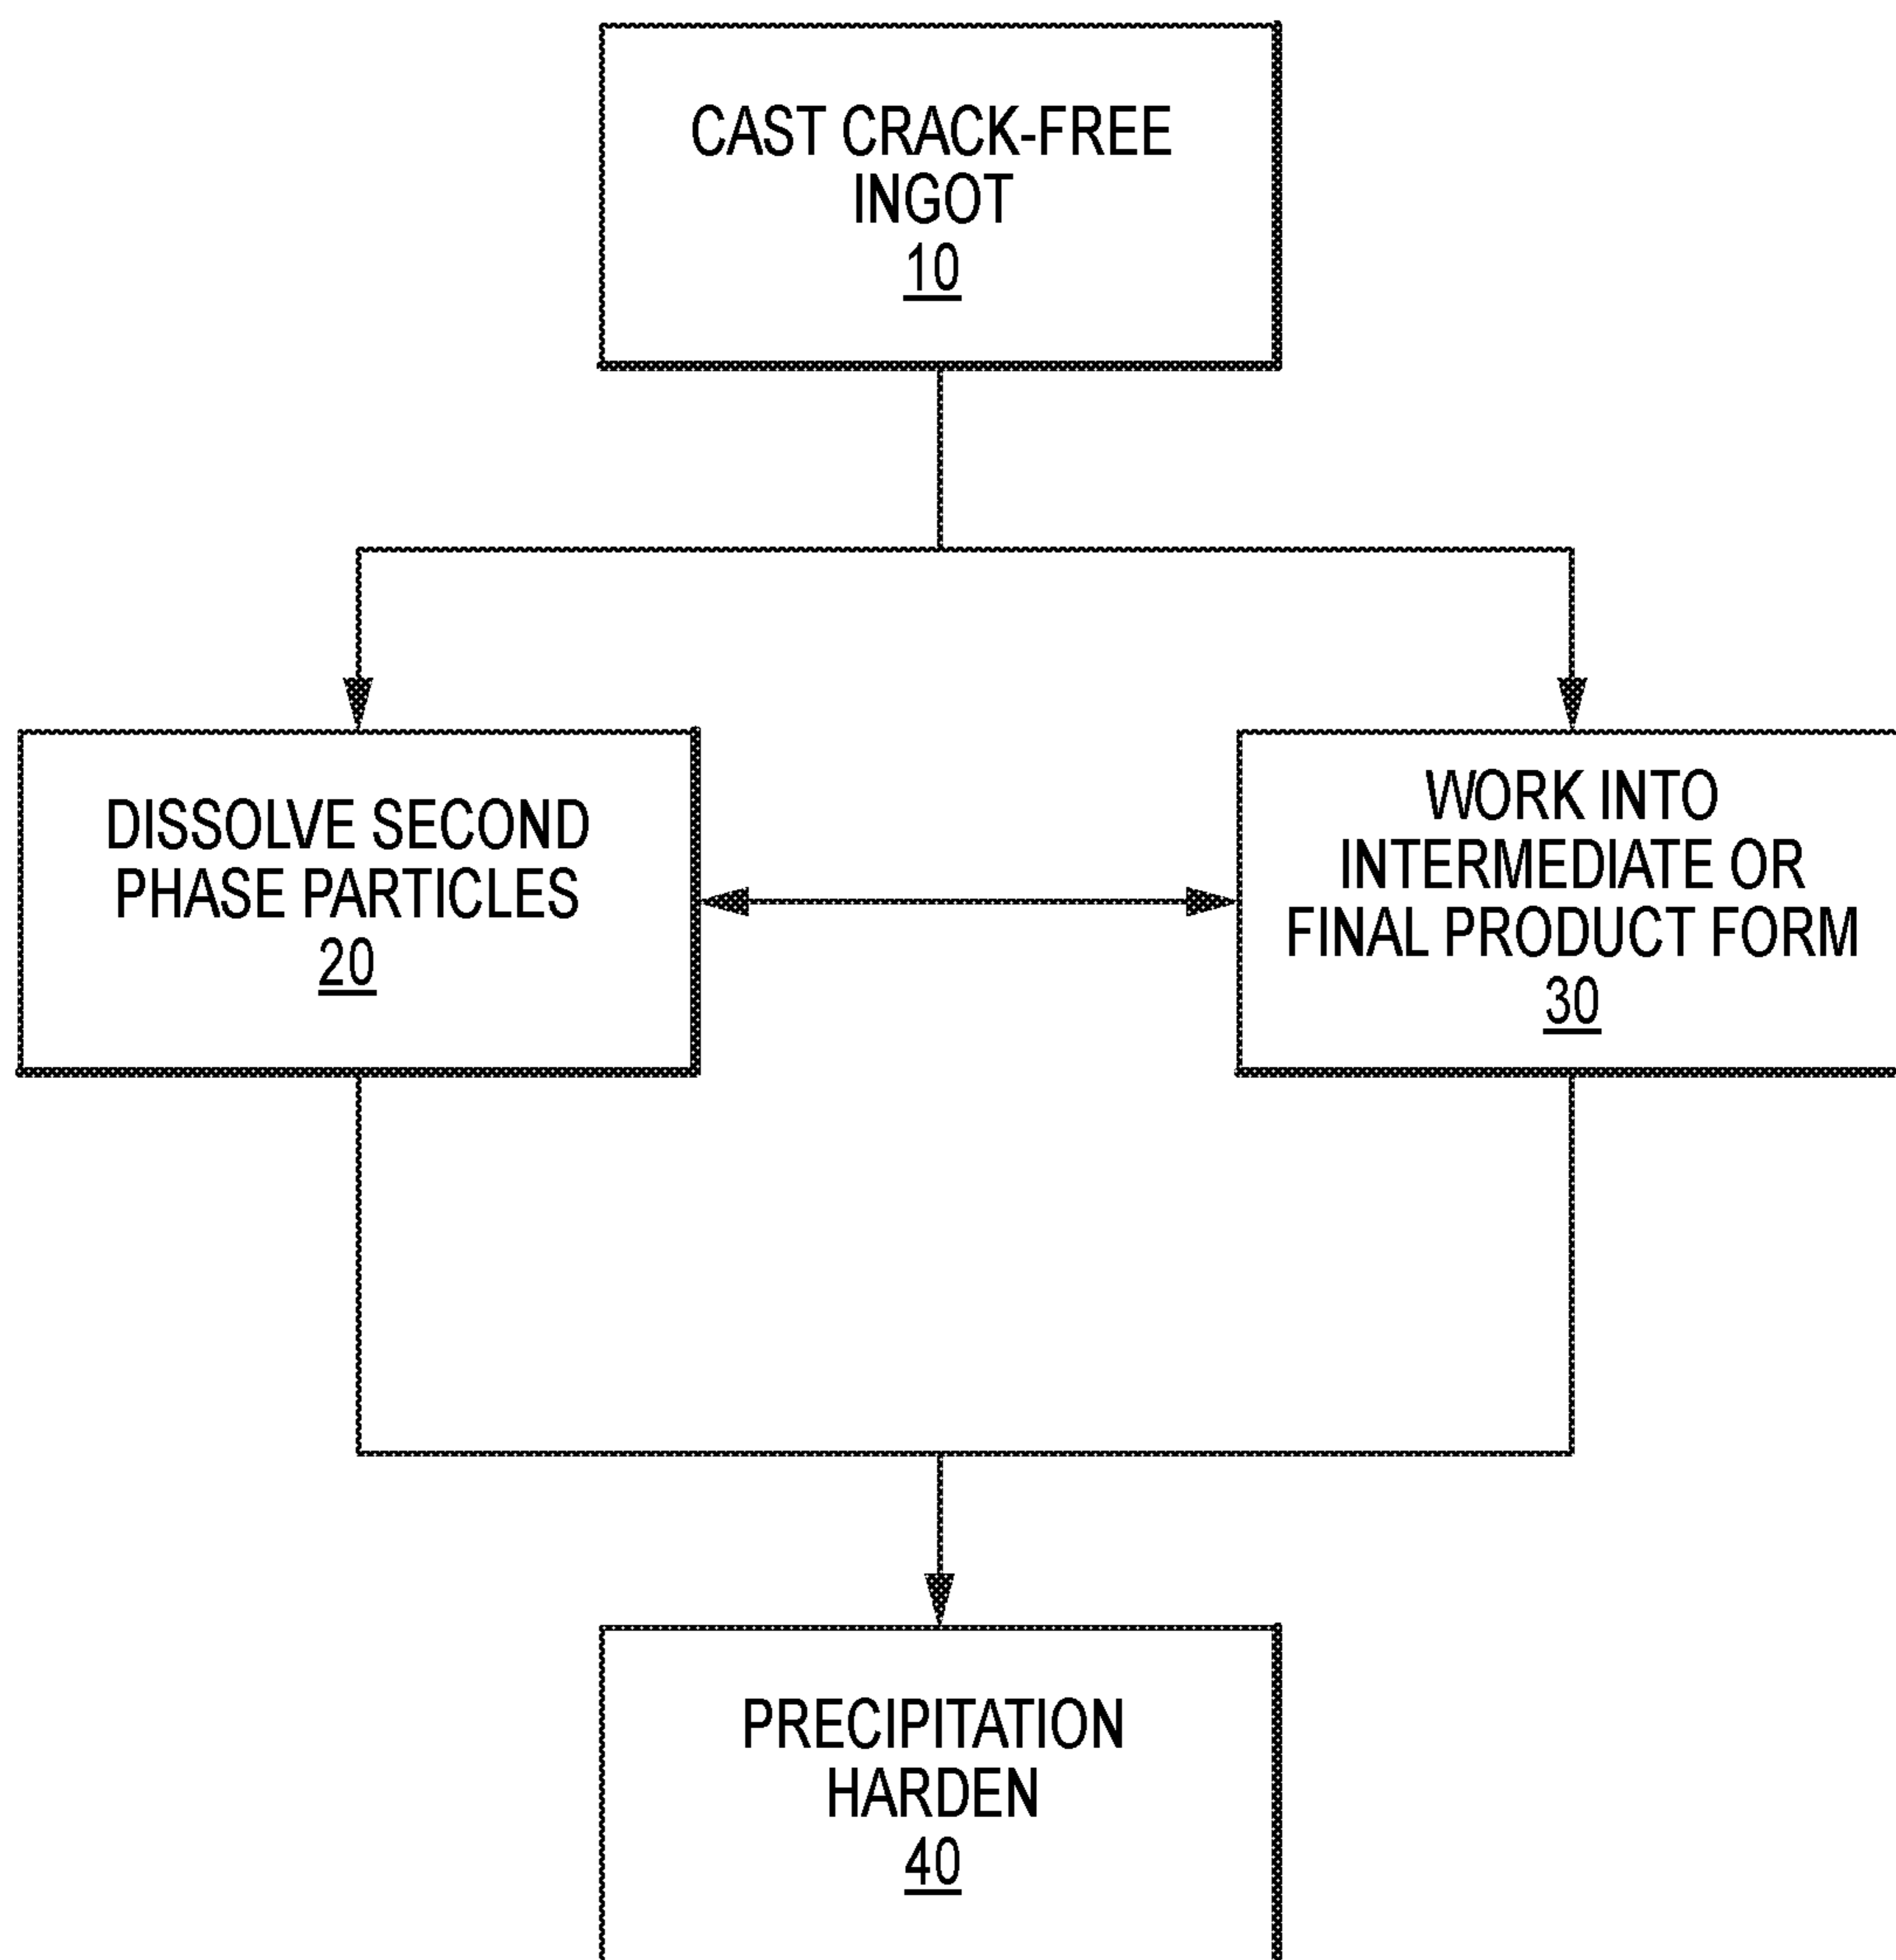 CAST CRACK-FREE
INGOT
10
DISSOLVE SECOND
PHASE PARTICLES
20
WORK INTO
INTERMEDIATE OR
FINAL PRODUCT FORM
30
PRECIPITATION
HARDEN
40